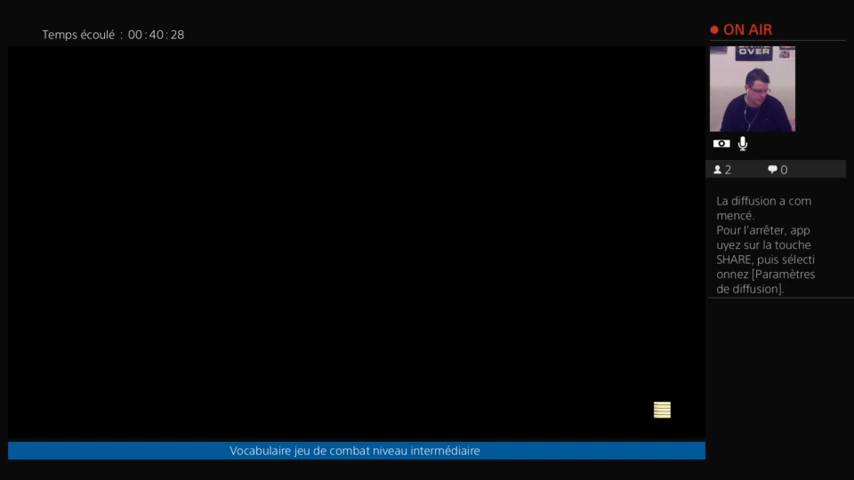 Temps écoulé : 00:40:28
● ON AIR
OVER
2 0
La diffusion a com
mencé.
Pour l'arrêter, app
uyez sur la touche
SHARE, puis sélecti
onnez [Paramètres
de diffusion].
Vocabulaire jeu de combat niveau intermédiaire